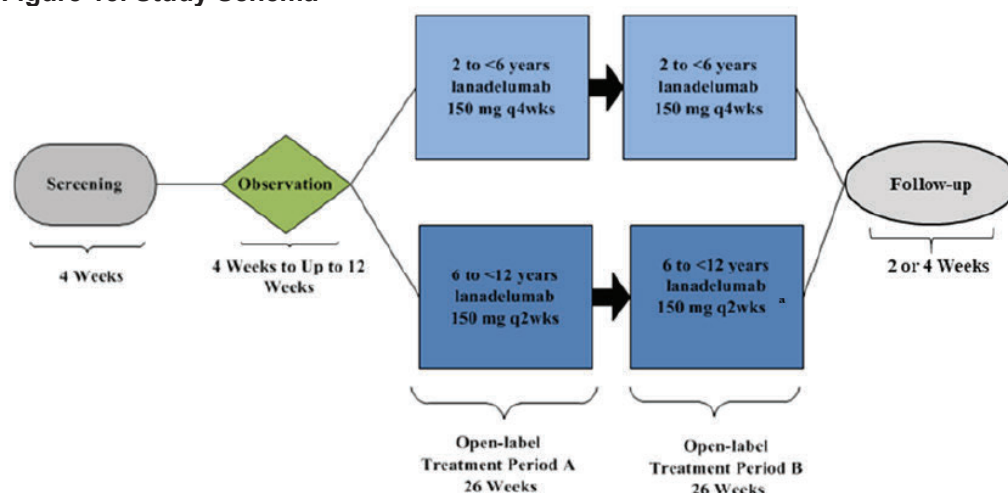 Figure Study Schema
Screening
4 Weeks
Observation
4 Weeks to Up to 12
Weeks
2 to <6 years
lanadelumab
150 mg q4wks
2 to <6 years
lanadelumab
150 mg q4wks
6 to <12 years
lanadelumab
150 mg q2wks
6 to <12 years
lanadelumab
150 mg q2wks a
Follow-up
2 or 4 Weeks
Open-label
Treatment Period A
26 Weeks
Open-label
Treatment Period B
26 Weeks